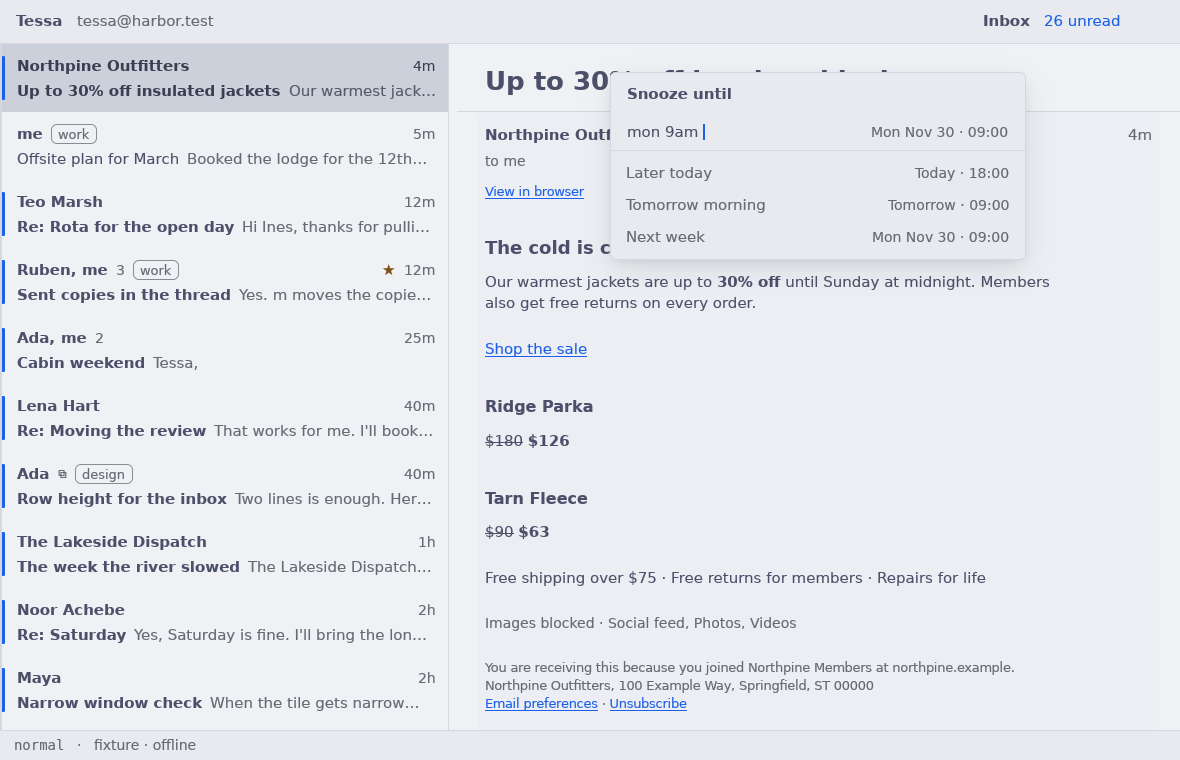 Tessa tessa@harbor.test
Inbox 26 unread
Northpine Outfitters 4m
Up to 30% off insulated jackets Our warmest jack…
me work 5m
Offsite plan for March Booked the lodge for the 12th…
Teo Marsh 12m
Re: Rota for the open day Hi Ines, thanks for pulli…
Ruben, me 3 work ★ 12m
Sent copies in the thread Yes. m moves the copie…
Ada, me 2 25m
Cabin weekend Tessa,
Lena Hart 40m
Re: Moving the review That works for me. I'll book…
Ada design 40m
Row height for the inbox Two lines is enough. Her…
The Lakeside Dispatch 1h
The week the river slowed The Lakeside Dispatch…
Noor Achebe 2h
Re: Saturday Yes, Saturday is fine. I'll bring the lon…
Maya 2h
Narrow window check When the tile gets narrow…
Up to 30%
Snooze until
mon 9am Mon Nov 30 · 09:00
Later today Today · 18:00
Tomorrow morning Tomorrow · 09:00
Next week Mon Nov 30 · 09:00
Northpine Outf 4m
to me
View in browser
The cold is c
Our warmest jackets are up to 30% off until Sunday at midnight. Members
also get free returns on every order.
Shop the sale
Ridge Parka
$180 $126
Tarn Fleece
$90 $63
Free shipping over $75 · Free returns for members · Repairs for life
Images blocked · Social feed, Photos, Videos
You are receiving this because you joined Northpine Members at northpine.example.
Northpine Outfitters, 100 Example Way, Springfield, ST 00000
Email preferences · Unsubscribe
normal · fixture · offline